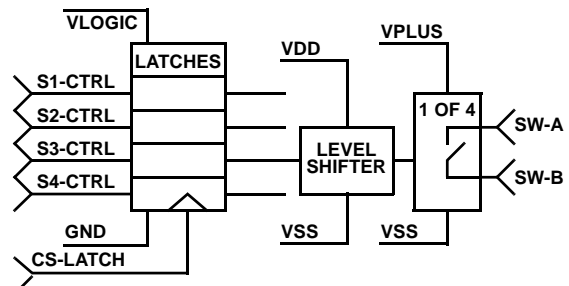 VLOGIC
LATCHES
VDD
VPLUS
S1-CTRL
S2-CTRL
S3-CTRL
S4-CTRL
1 OF 4
SW-A
LEVEL
SHIFTER
SW-B
GND
VSS
VSS
CS-LATCH